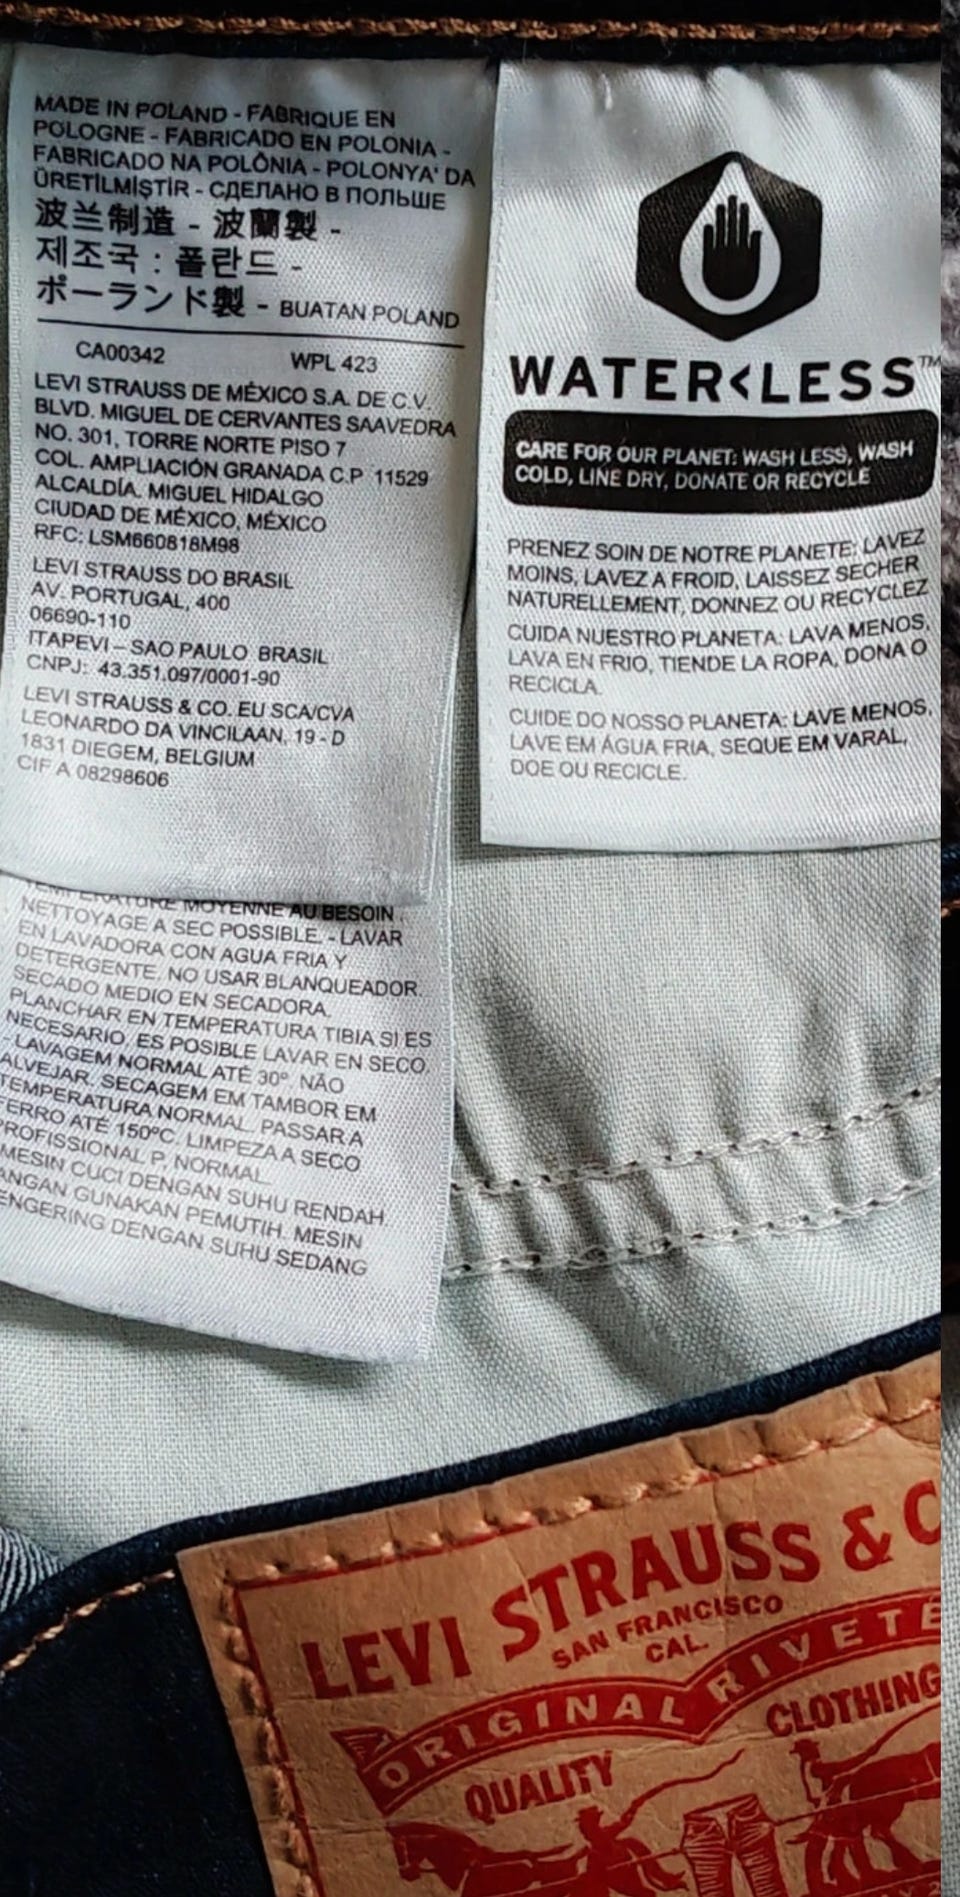 MADE IN POLAND - FABRIQUE EN
POLOGNE - FABRICADO EN POLONIA -
FABRICADO NA POLÔNIA - POLONYA' DA
ÜRETİLMİŞTİR - СДЕЛАНО В ПОЛЬШЕ
波兰制造 - 波蘭製 -
제조국 : 폴란드 -
ポーランド製 - BUATAN POLAND
CA00342 WPL 423
LEVI STRAUSS DE MÉXICO S.A. DE C.V.
BLVD. MIGUEL DE CERVANTES SAAVEDRA
NO. 301, TORRE NORTE PISO 7
COL. AMPLIACIÓN GRANADA C.P 11529
ALCALDÍA. MIGUEL HIDALGO
CIUDAD DE MÉXICO, MÉXICO
RFC: LSM660818M98
LEVI STRAUSS DO BRASIL
AV. PORTUGAL, 400
06690-110
ITAPEVI – SAO PAULO BRASIL
CNPJ: 43.351.097/0001-90
LEVI STRAUSS & CO. EU SCA/CVA
LEONARDO DA VINCILAAN, 19 - D
1831 DIEGEM, BELGIUM
CIF A 08298606
TEMPERATURE MOYENNE AU BESOIN.
NETTOYAGE A SEC POSSIBLE. - LAVAR
EN LAVADORA CON AGUA FRIA Y
DETERGENTE. NO USAR BLANQUEADOR.
SECADO MEDIO EN SECADORA.
PLANCHAR EN TEMPERATURA TIBIA SI ES
NECESARIO. ES POSIBLE LAVAR EN SECO.
- LAVAGEM NORMAL ATÉ 30º. NÃO
ALVEJAR. SECAGEM EM TAMBOR EM
TEMPERATURA NORMAL. PASSAR A
FERRO ATÉ 150ºC. LIMPEZA A SECO
PROFISSIONAL P, NORMAL.
MESIN CUCI DENGAN SUHU RENDAH.
ANGAN GUNAKAN PEMUTIH. MESIN
ENGERING DENGAN SUHU SEDANG
WATER<LESS™
CARE FOR OUR PLANET: WASH LESS, WASH
COLD, LINE DRY, DONATE OR RECYCLE
PRENEZ SOIN DE NOTRE PLANETE: LAVEZ
MOINS, LAVEZ A FROID, LAISSEZ SECHER
NATURELLEMENT, DONNEZ OU RECYCLEZ
CUIDA NUESTRO PLANETA: LAVA MENOS,
LAVA EN FRIO, TIENDE LA ROPA, DONA O
RECICLA.
CUIDE DO NOSSO PLANETA: LAVE MENOS,
LAVE EM ÁGUA FRIA, SEQUE EM VARAL,
DOE OU RECICLE.
LEVI STRAUSS & C
SAN FRANCISCO
CAL.
ORIGINAL RIVETE
QUALITY CLOTHING